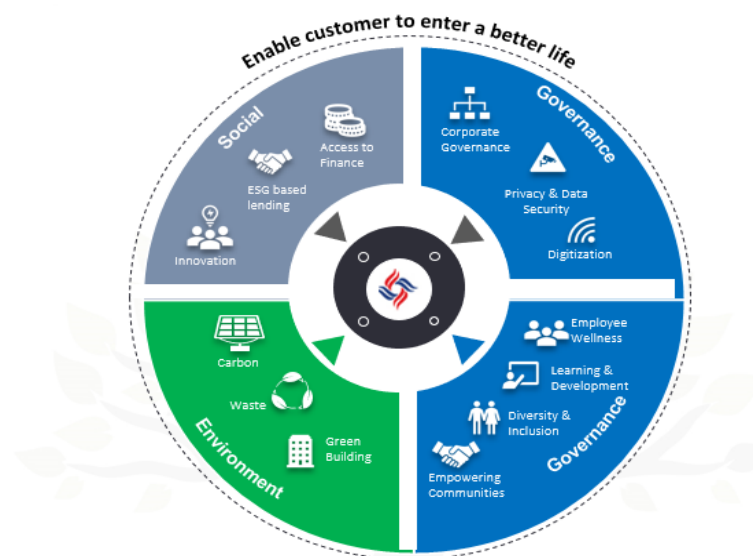 Enable customer to enter a better life
Social
Access to
Finance
ESG based
lending
Innovation
Governance
Corporate
Governance
Privacy & Data
Security
Digitization
Carbon
Waste
Green
Building
Environment
Employee
Wellness
Learning &
Development
Diversity &
Inclusion
Empowering
Communities
Governance